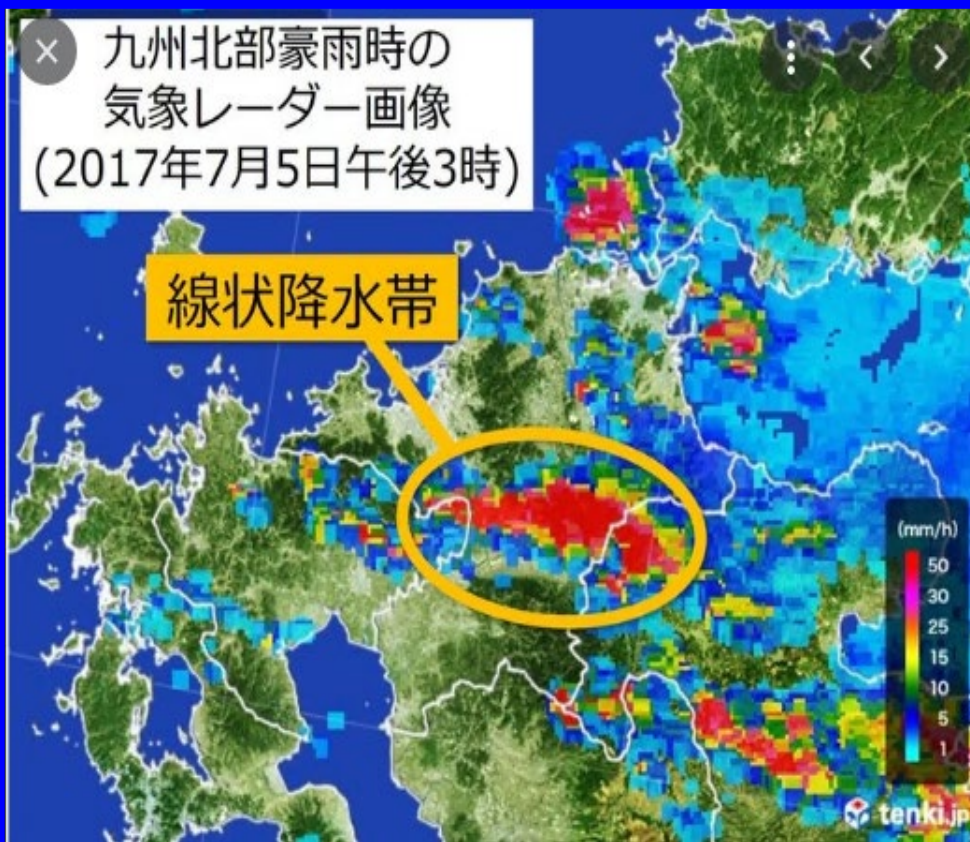 九州北部豪雨時の
気象レーダー画像
(2017年7月5日午後3時)
線状降水帯
(mm/h)
50
30
25
15
10
5
1
tenki.jp